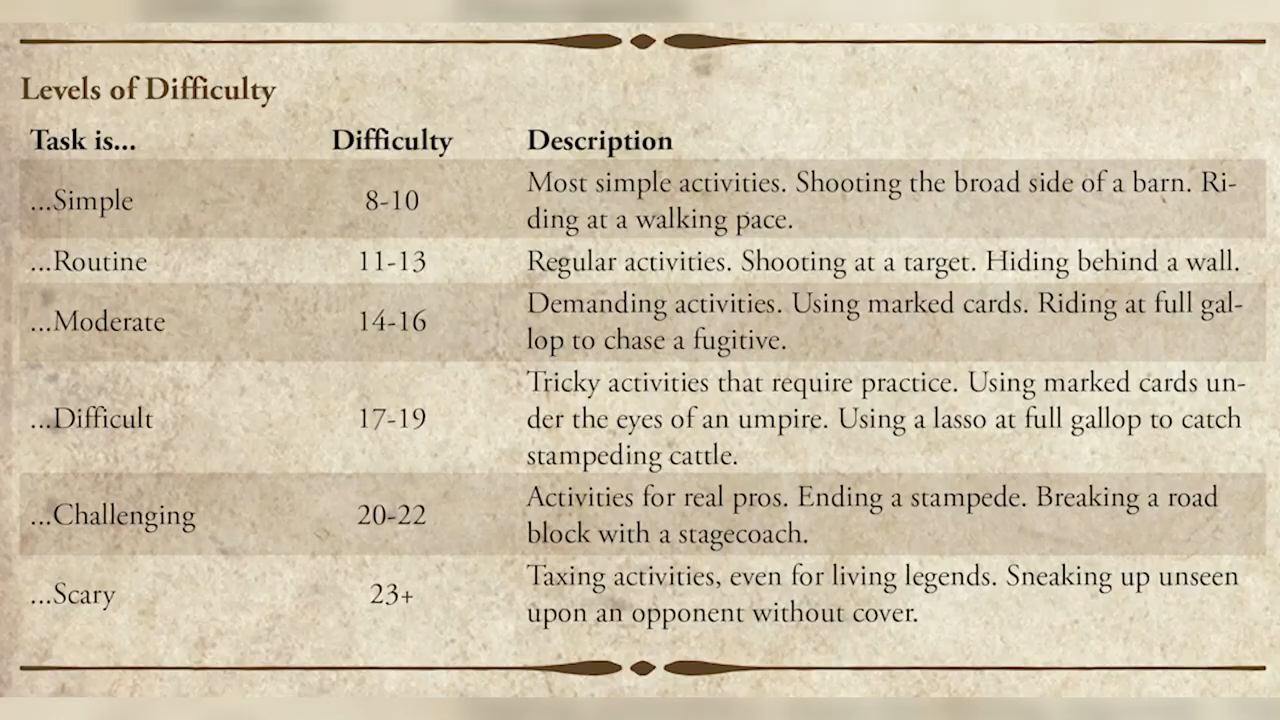 Levels of Difficulty
Task is... Difficulty Description
...Simple 8-10 Most simple activities. Shooting the broad side of a barn. Ri-
ding at a walking pace.
...Routine 11-13 Regular activities. Shooting at a target. Hiding behind a wall.
...Moderate 14-16 Demanding activities. Using marked cards. Riding at full gal-
lop to chase a fugitive.
...Difficult 17-19 Tricky activities that require practice. Using marked cards un-
der the eyes of an umpire. Using a lasso at full gallop to catch
stampeding cattle.
...Challenging 20-22 Activities for real pros. Ending a stampede. Breaking a road
block with a stagecoach.
...Scary 23+ Taxing activities, even for living legends. Sneaking up unseen
upon an opponent without cover.